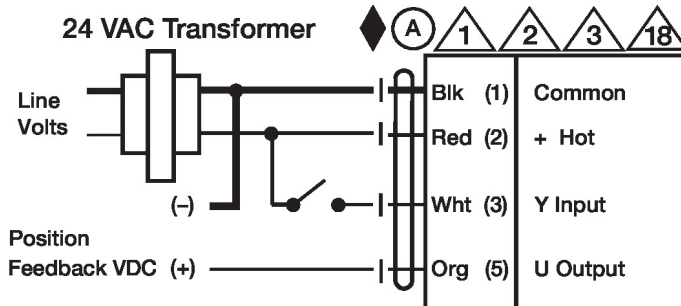 24 VAC Transformer
A 1 2 3 18
Line
Volts
Blk (1) Common
Red (2) + Hot
(–)
Wht (3) Y Input
Position
Feedback VDC (+)
Org (5) U Output